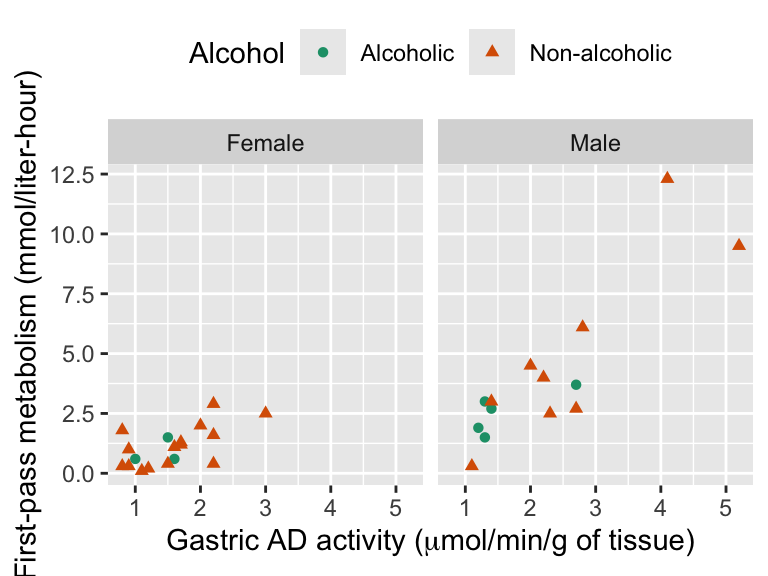 Alcohol Alcoholic Non-alcoholic
Female Male
First-pass metabolism (mmol/liter-hour)
12.5
10.0
7.5
5.0
2.5
0.0
1 2 3 4 5 1 2 3 4 5
Gastric AD activity (μmol/min/g of tissue)